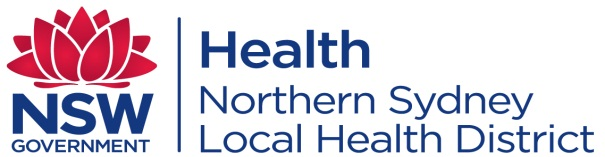 NSW
GOVERNMENT
Health
Northern Sydney
Local Health District